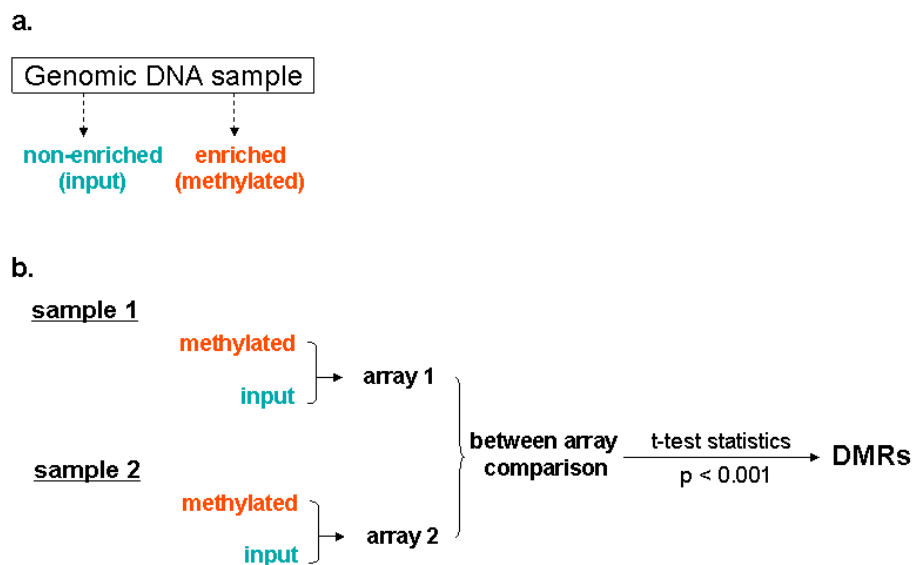 a.
Genomic DNA sample
non-enriched
(input)
enriched
(methylated)
b.
sample 1
methylated
input
array 1
sample 2
methylated
input
array 2
between array
comparison
t-test statistics
p < 0.001
DMRs